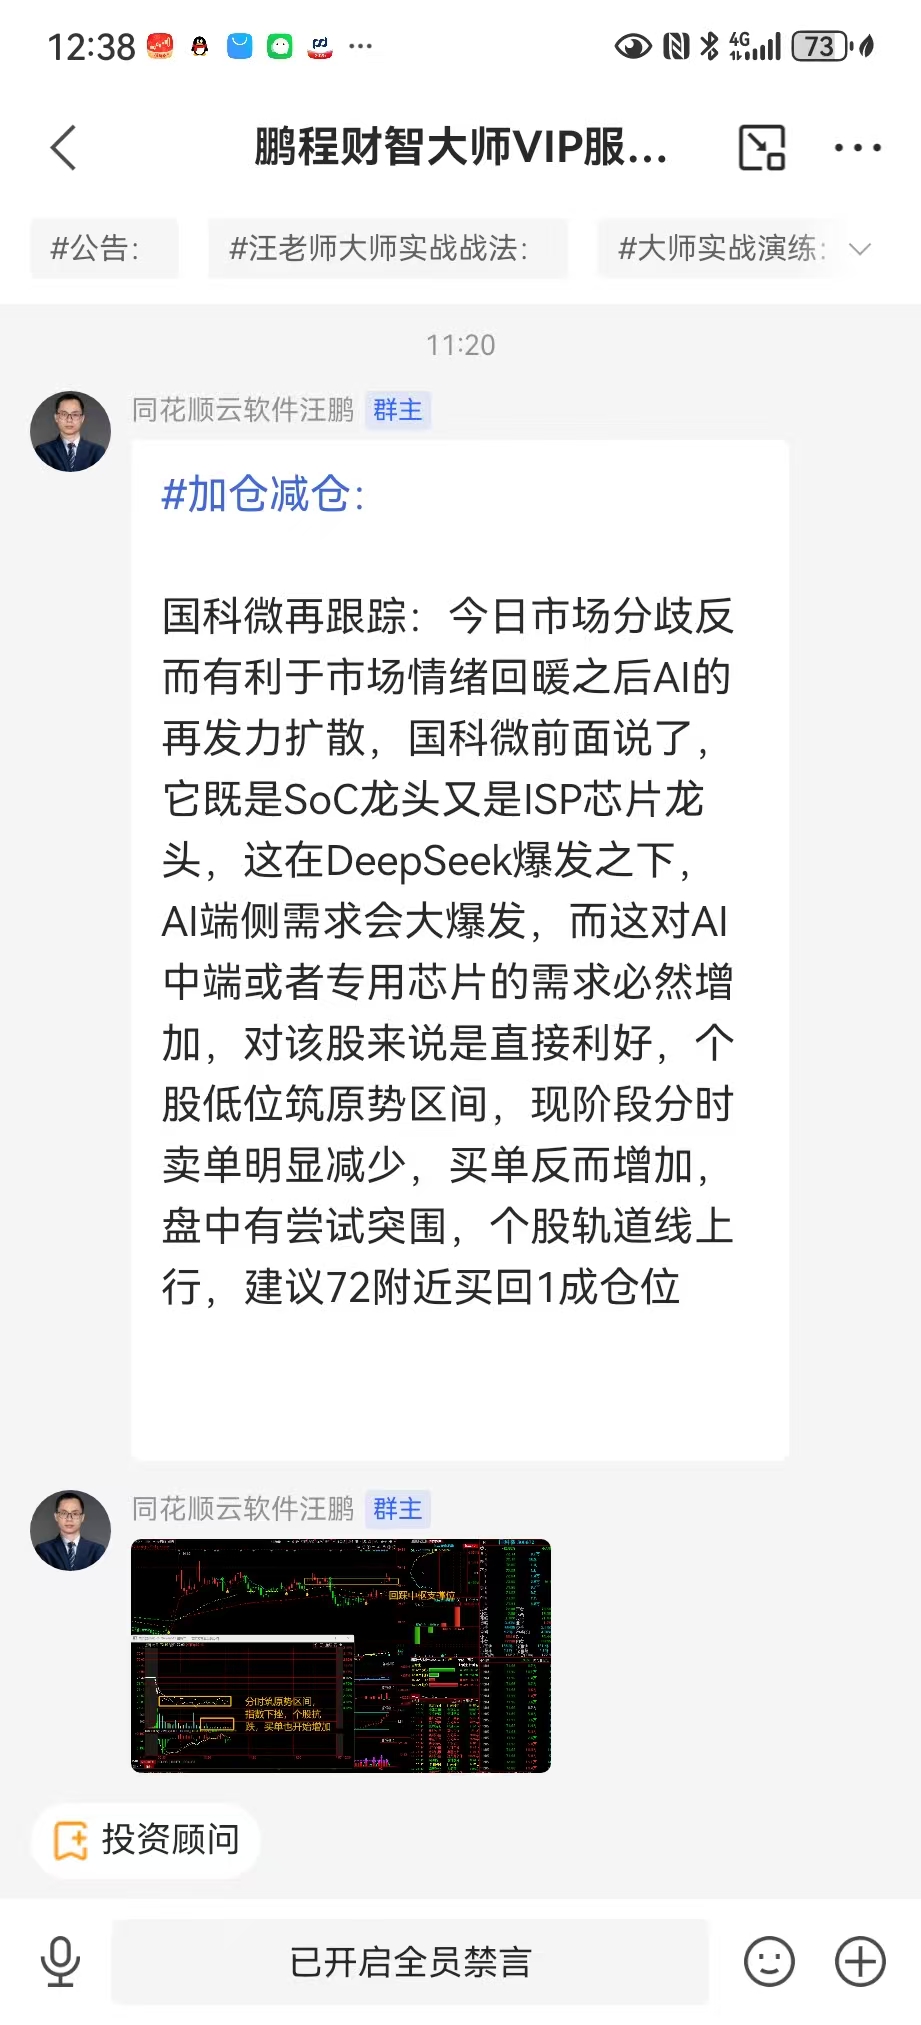 12:38
4G
73
鹏程财智大师VIP服...
#公告:
#汪老师大师实战战法:
#大师实战演练:
11:20
同花顺云软件汪鹏 群主
#加仓减仓:
国科微再跟踪：今日市场分歧反
而有利于市场情绪回暖之后AI的
再发力扩散，国科微前面说了，
它既是SoC龙头又是ISP芯片龙
头，这在DeepSeek爆发之下，
AI端侧需求会大爆发，而这对AI
中端或者专用芯片的需求必然增
加，对该股来说是直接利好，个
股低位筑原势区间，现阶段分时
卖单明显减少，买单反而增加，
盘中有尝试突围，个股轨道线上
行，建议72附近买回1成仓位
同花顺云软件汪鹏 群主
回踩中枢支撑位
分时筑原势区间，
指数下挫，个股抗
跌，买单也开始增加
投资顾问
已开启全员禁言